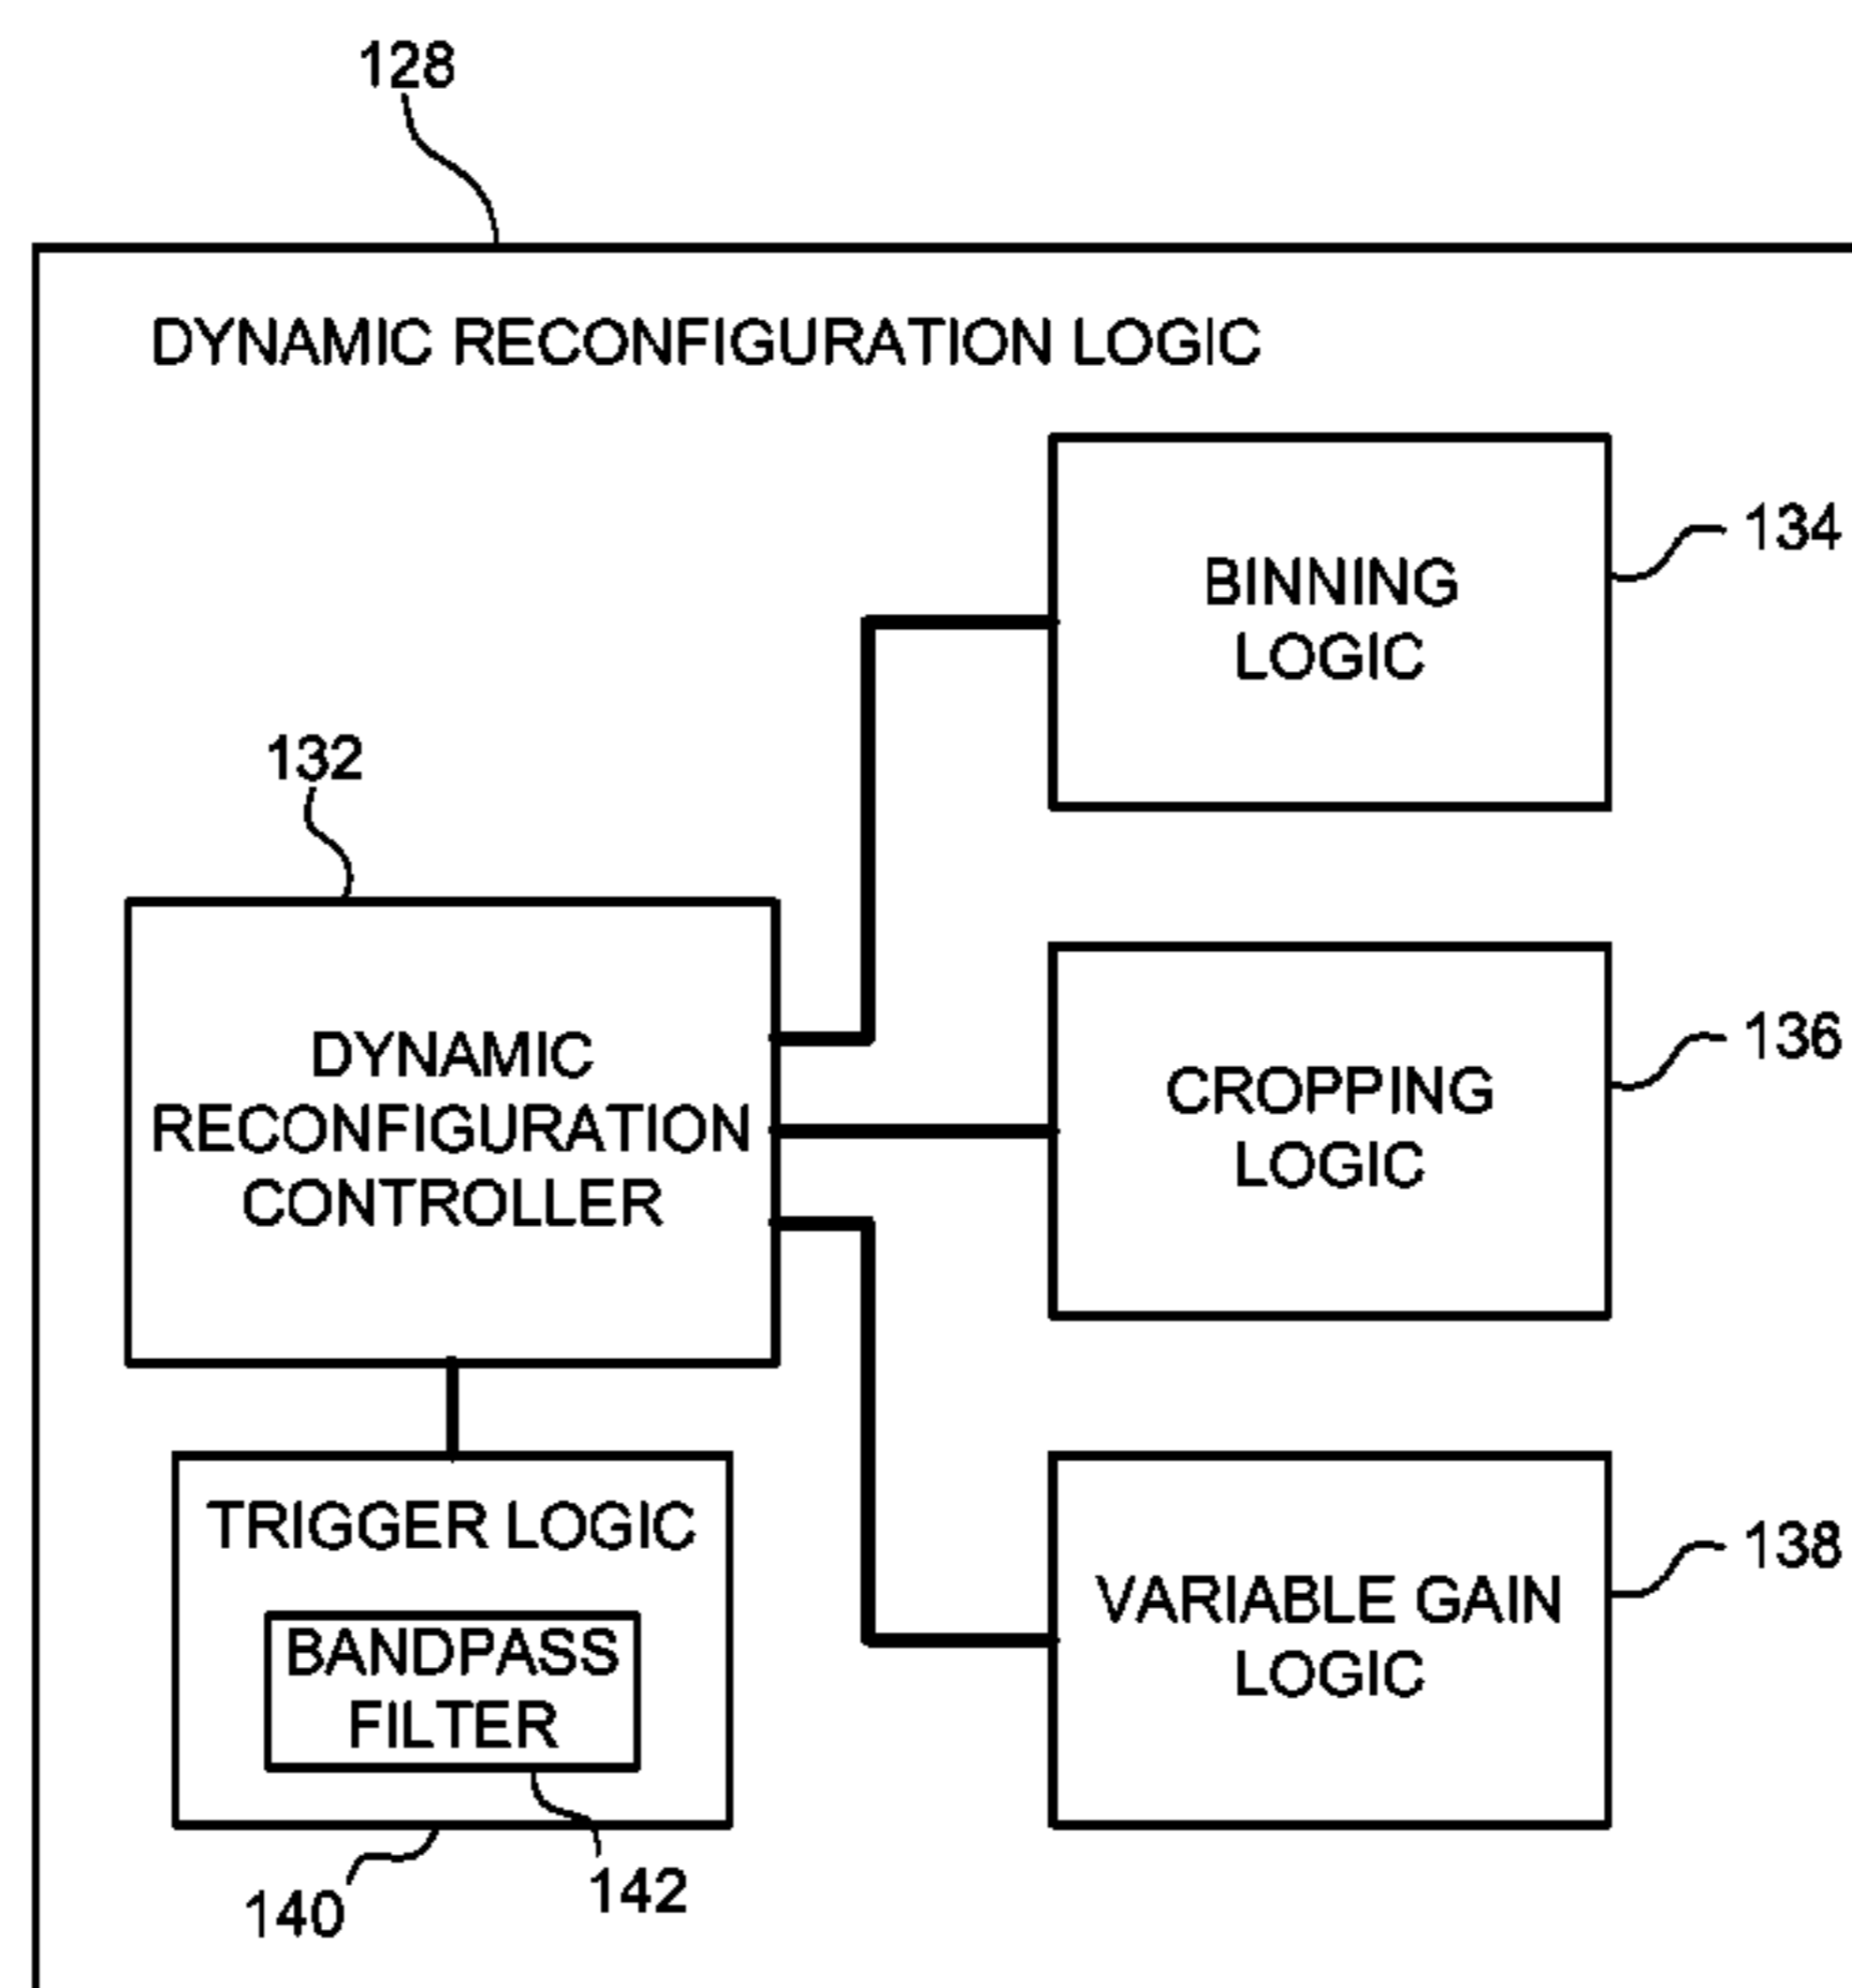 128
DYNAMIC RECONFIGURATION LOGIC
BINNING
LOGIC
134
132
DYNAMIC
RECONFIGURATION
CONTROLLER
CROPPING
LOGIC
136
TRIGGER LOGIC
BANDPASS
FILTER
VARIABLE GAIN
LOGIC
138
140
142